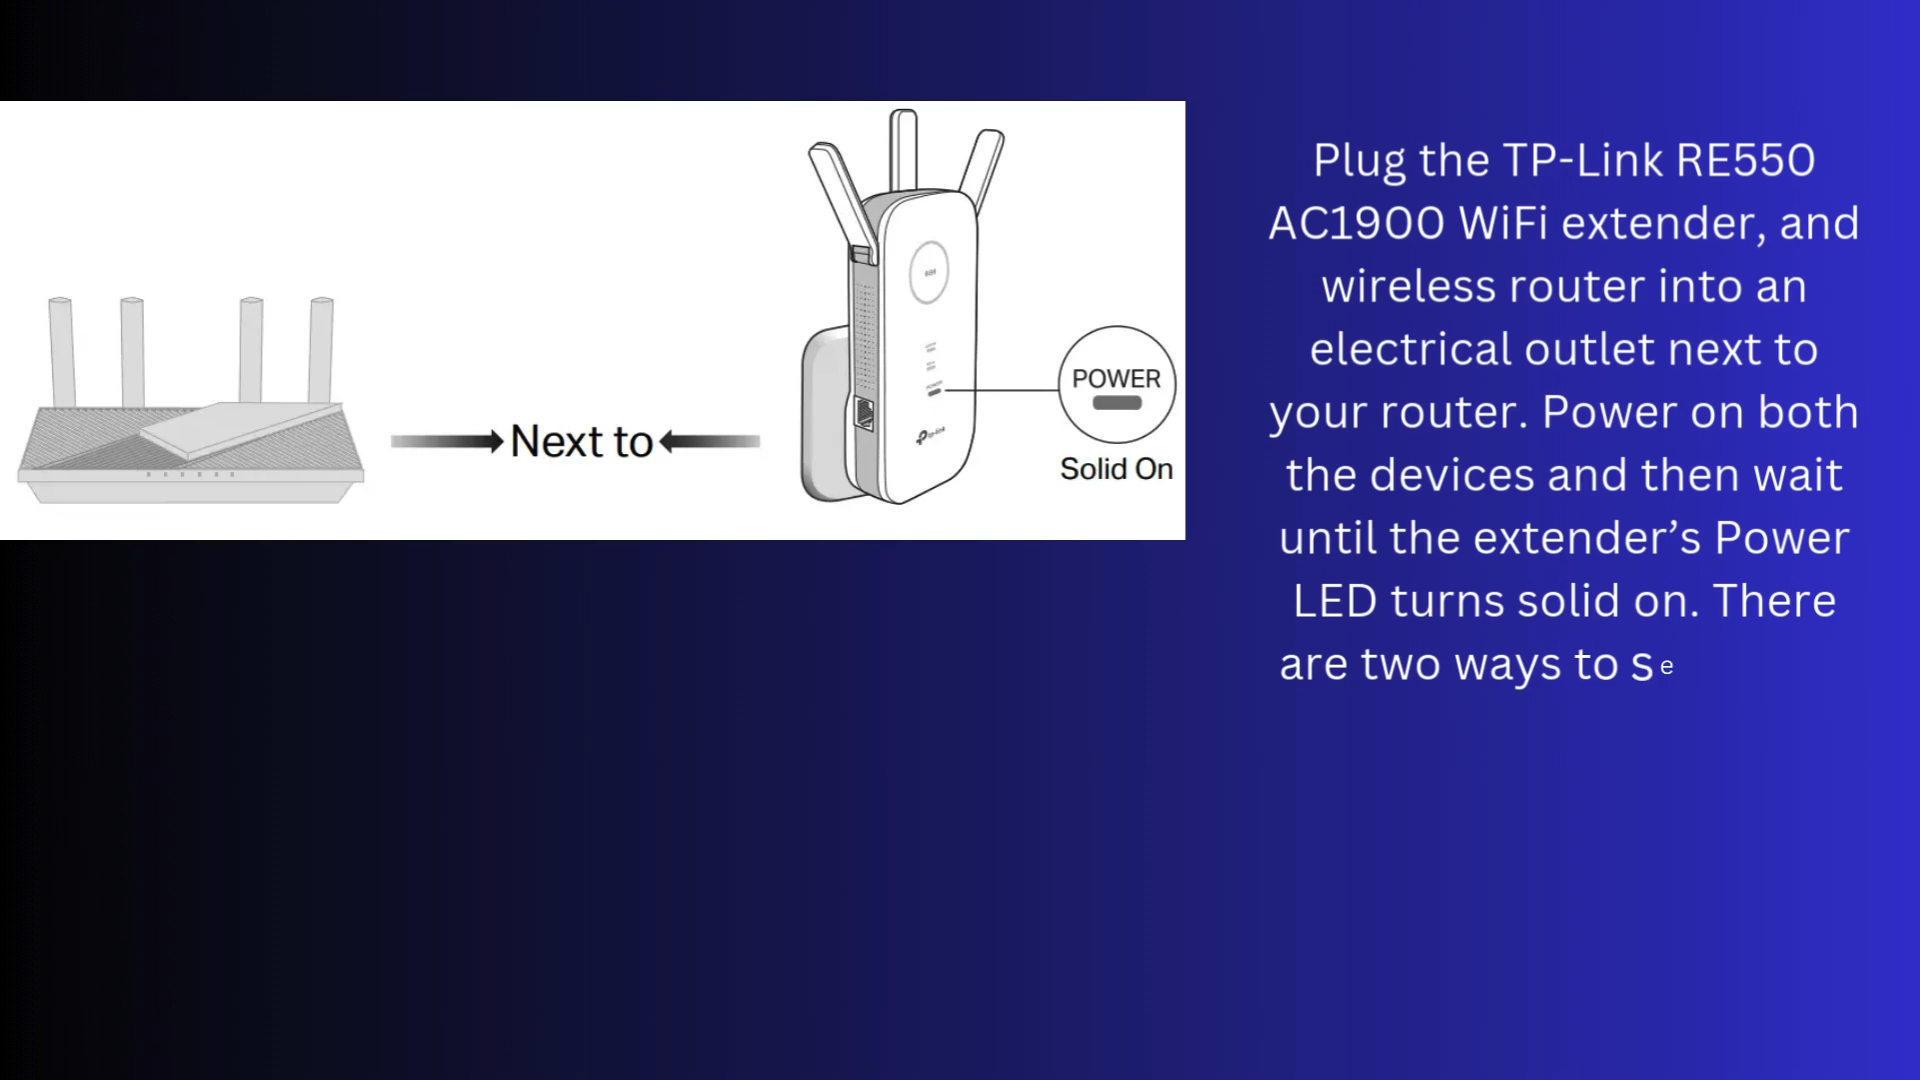 Plug the TP-Link RE550
AC1900 WiFi extender, and
wireless router into an
electrical outlet next to
your router. Power on both
the devices and then wait
until the extender’s Power
LED turns solid on. There
are two ways to se
Next to
POWER
Solid On
tp-link